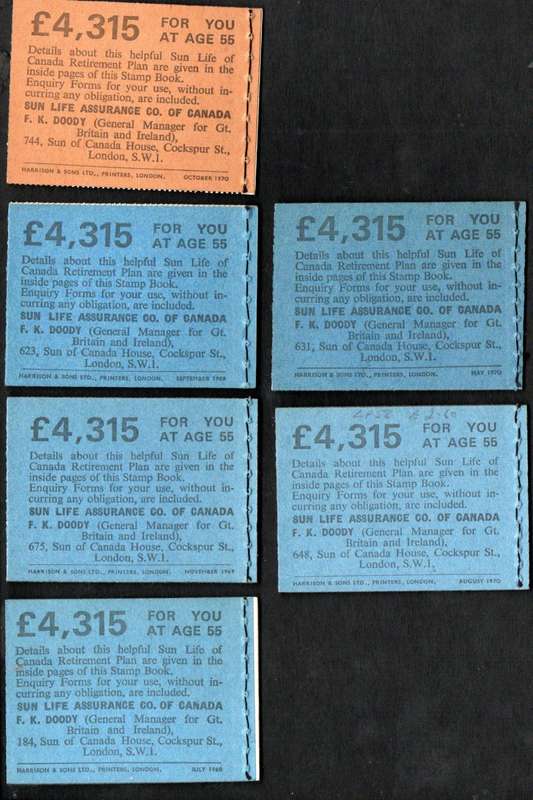 £4,315 FOR YOU
AT AGE 55
Details about this helpful Sun Life of
Canada Retirement Plan are given in the
inside pages of this Stamp Book.
Enquiry Forms for your use, without in-
curring any obligation, are included.
SUN LIFE ASSURANCE CO. OF CANADA
F. K. DOODY (General Manager for Gt.
Britain and Ireland),
744, Sun of Canada House, Cockspur St.,
London, S.W.1.
HARRISON & SONS LTD., PRINTERS, LONDON. OCTOBER 1970
£4,315 FOR YOU
AT AGE 55
Details about this helpful Sun Life of
Canada Retirement Plan are given in the
inside pages of this Stamp Book.
Enquiry Forms for your use, without in-
curring any obligation, are included.
SUN LIFE ASSURANCE CO. OF CANADA
F. K. DOODY (General Manager for Gt.
Britain and Ireland),
623, Sun of Canada House, Cockspur St.,
London, S.W.1.
HARRISON & SONS LTD., PRINTERS, LONDON. SEPTEMBER
£4,315 FOR YOU
AT AGE 55
Details about this helpful Sun Life of
Canada Retirement Plan are given in the
inside pages of this Stamp Book.
Enquiry Forms for your use, without in-
curring any obligation, are included.
SUN LIFE ASSURANCE CO. OF CANADA
F. K. DOODY (General Manager for Gt.
Britain and Ireland),
631, Sun of Canada House, Cockspur St.,
London, S.W.1.
HARRISON & SONS LTD., PRINTERS, LONDON. MAY 1970
£4,315 FOR YOU
AT AGE 55
Details about this helpful Sun Life of
Canada Retirement Plan are given in the
inside pages of this Stamp Book.
Enquiry Forms for your use, without in-
curring any obligation, are included.
SUN LIFE ASSURANCE CO. OF CANADA
F. K. DOODY (General Manager for Gt.
Britain and Ireland),
675, Sun of Canada House, Cockspur St.,
London, S.W.1.
HARRISON & SONS LTD., PRINTERS, LONDON. NOVEMBER 1969
£4,315 FOR YOU
AT AGE 55
Details about this helpful Sun Life of
Canada Retirement Plan are given in the
inside pages of this Stamp Book.
Enquiry Forms for your use, without in-
curring any obligation, are included.
SUN LIFE ASSURANCE CO. OF CANADA
F. K. DOODY (General Manager for Gt.
Britain and Ireland),
648, Sun of Canada House, Cockspur St.,
London, S.W.1.
HARRISON & SONS LTD., PRINTERS, LONDON. AUGUST 1970
£4,315 FOR YOU
AT AGE 55
Details about this helpful Sun Life of
Canada Retirement Plan are given in the
inside pages of this Stamp Book.
Enquiry Forms for your use, without in-
curring any obligation, are included.
SUN LIFE ASSURANCE CO. OF CANADA
F. K. DOODY (General Manager for Gt.
Britain and Ireland),
184, Sun of Canada House, Cockspur St.,
London, S.W.1.
HARRISON & SONS LTD., PRINTERS, LONDON. JULY 1968